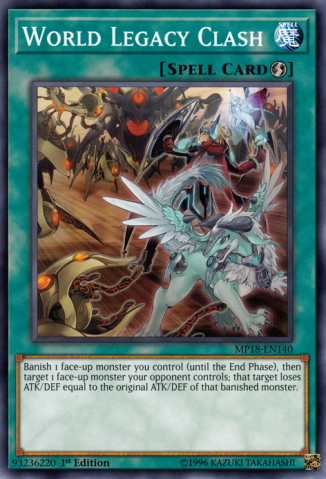 World Legacy Clash
SPELL
魔
[Spell Card]
MP18-EN140
Banish 1 face-up monster you control (until the End Phase), then
target 1 face-up monster your opponent controls; that target loses
ATK/DEF equal to the original ATK/DEF of that banished monster.
93236220 1st Edition ©1996 KAZUKI TAKAHASHI